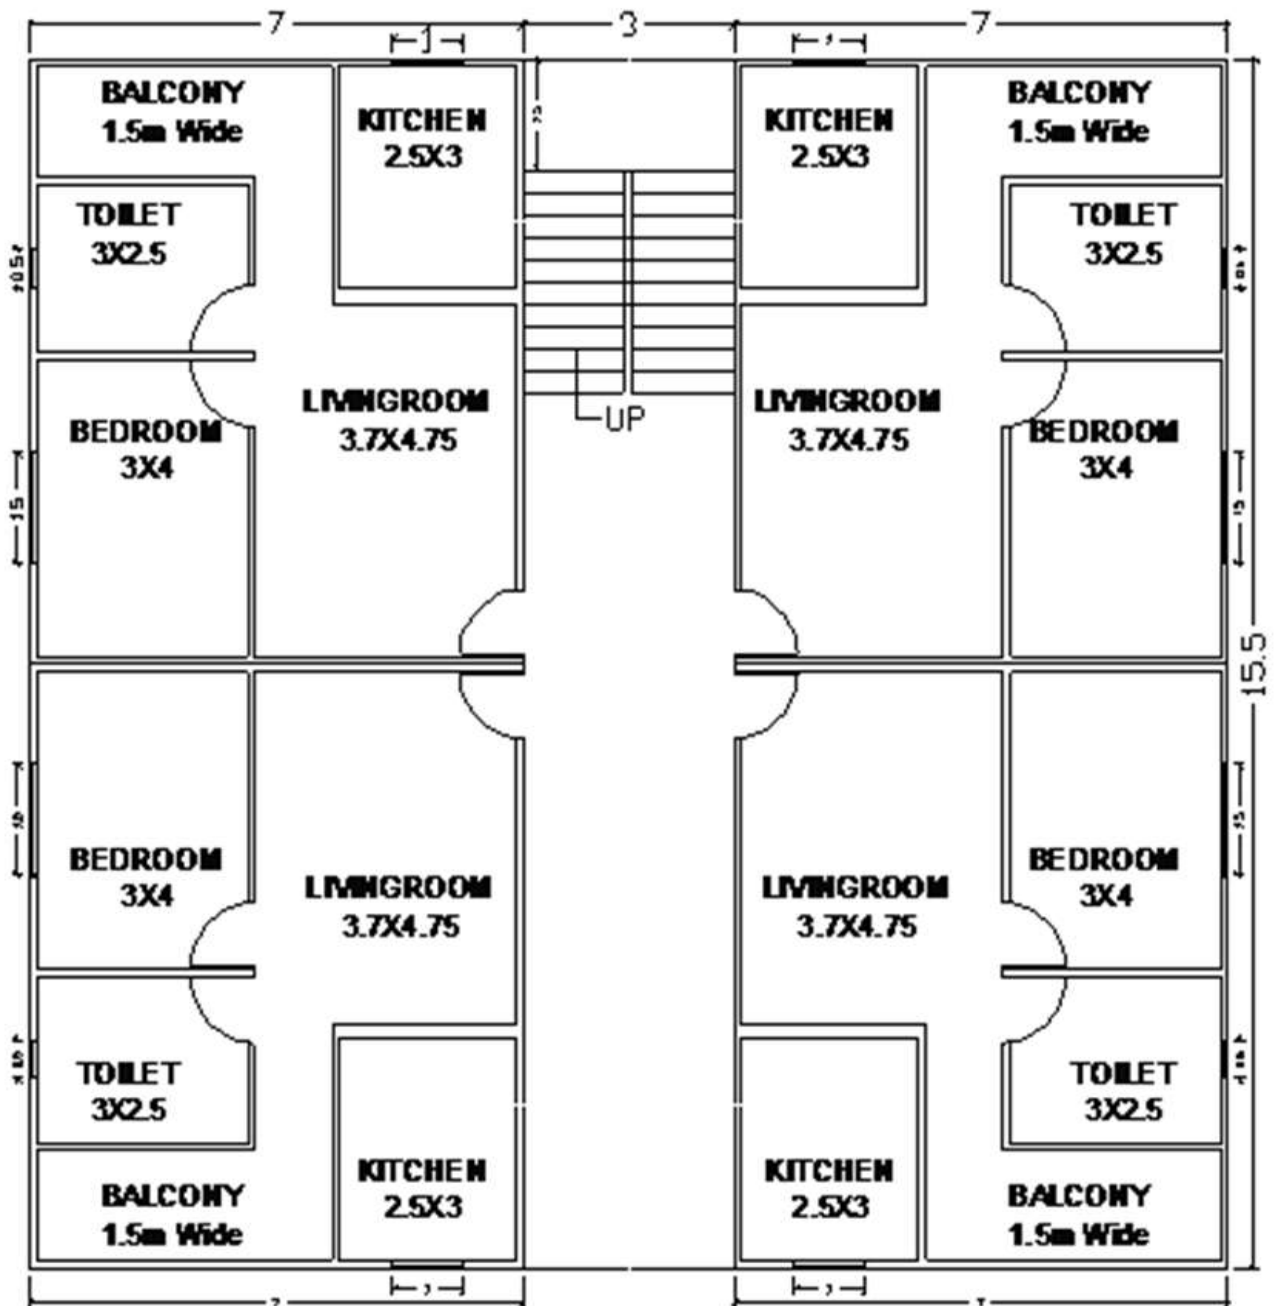 7
3
7
1
BALCONY
1.5m Wide
KITCHEN
2.5X3
KITCHEN
2.5X3
BALCONY
1.5m Wide
TOILET
3X2.5
TOILET
3X2.5
LIVINGROOM
3.7X4.75
LIVINGROOM
3.7X4.75
UP
BEDROOM
3X4
BEDROOM
3X4
15
15.5
BEDROOM
3X4
LIVINGROOM
3.7X4.75
LIVINGROOM
3.7X4.75
BEDROOM
3X4
TOILET
3X2.5
TOILET
3X2.5
KITCHEN
2.5X3
KITCHEN
2.5X3
BALCONY
1.5m Wide
BALCONY
1.5m Wide